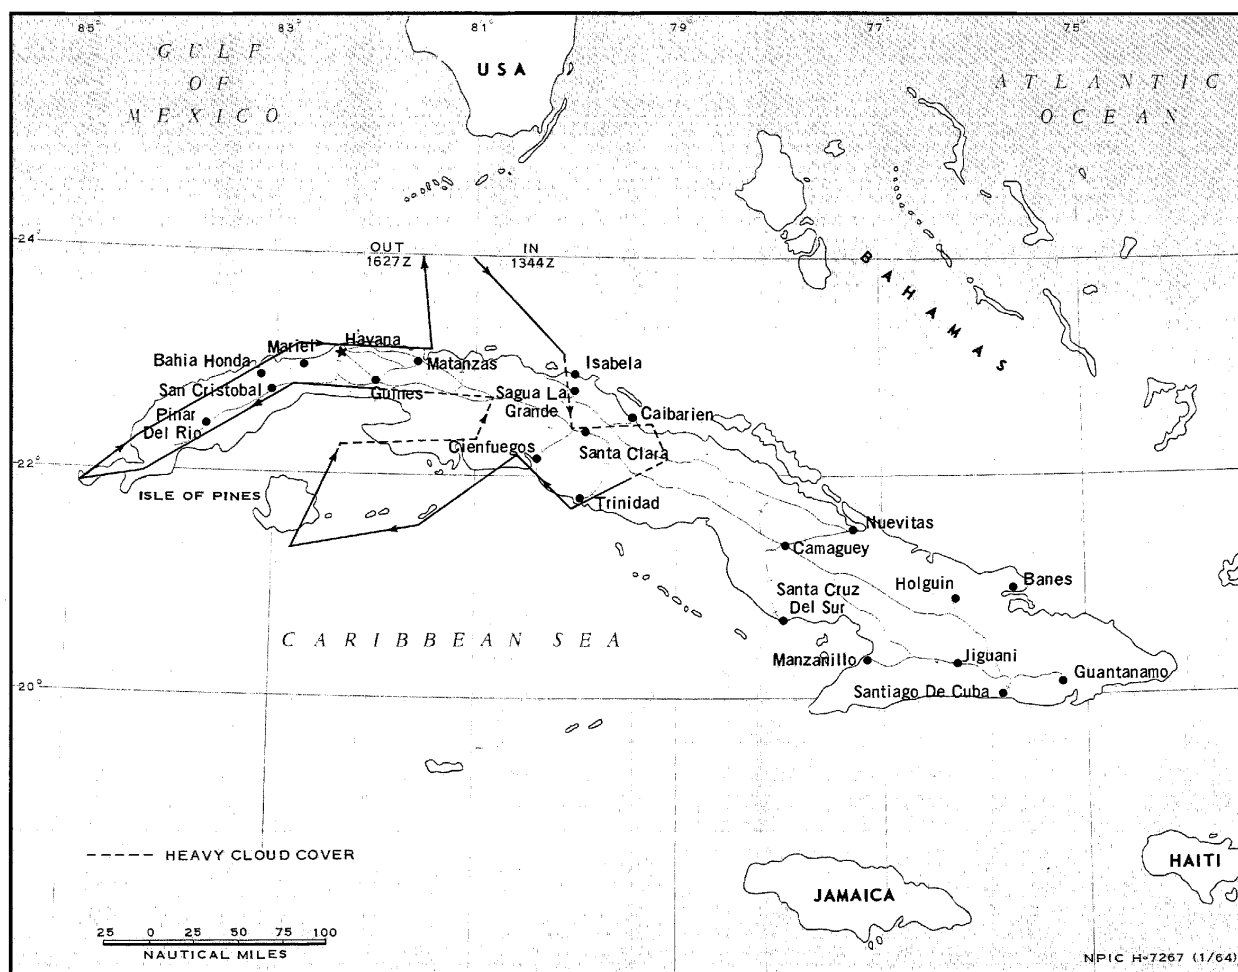 85°
83
81
79
77
75
GULF
OF
MEXICO
USA
ATLANTIC
OCEAN
24°
OUT
1627Z
IN
1344Z
BAHAMAS
Mariel
Havana
Bahia Honda
Matanzas
Isabela
San Cristobal
Guines
Sagua La
Grande
Pinar
Del Rio
Caibarien
Cienfuegos
Santa Clara
22°
ISLE OF PINES
Trinidad
Nuevitas
Camaguey
Holguin
Banes
Santa Cruz
Del Sur
CARIBBEAN SEA
Manzanillo
Jiguani
Guantanamo
20°
Santiago De Cuba
HEAVY CLOUD COVER
HAITI
JAMAICA
25 0 25 50 75 100
NAUTICAL MILES
NPIC H-7267 (1/64)